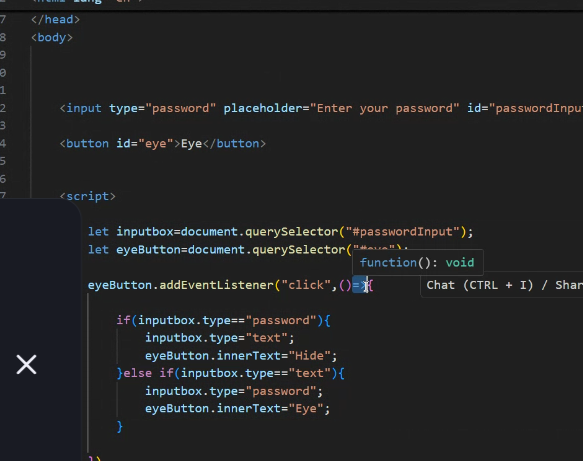 </head>
<body>
<input type="password" placeholder="Enter your password" id="passwordInpu
<button id="eye">Eye</button>
<script>
let inputbox=document.querySelector("#passwordInput");
let eyeButton=document.querySelector("#eye");
function(): void
eyeButton.addEventListener("click",()=>{
Chat (CTRL + I) / Shar
if(inputbox.type=="password"){
inputbox.type="text";
eyeButton.innerText="Hide";
}else if(inputbox.type=="text"){
inputbox.type="password";
eyeButton.innerText="Eye";
}
})